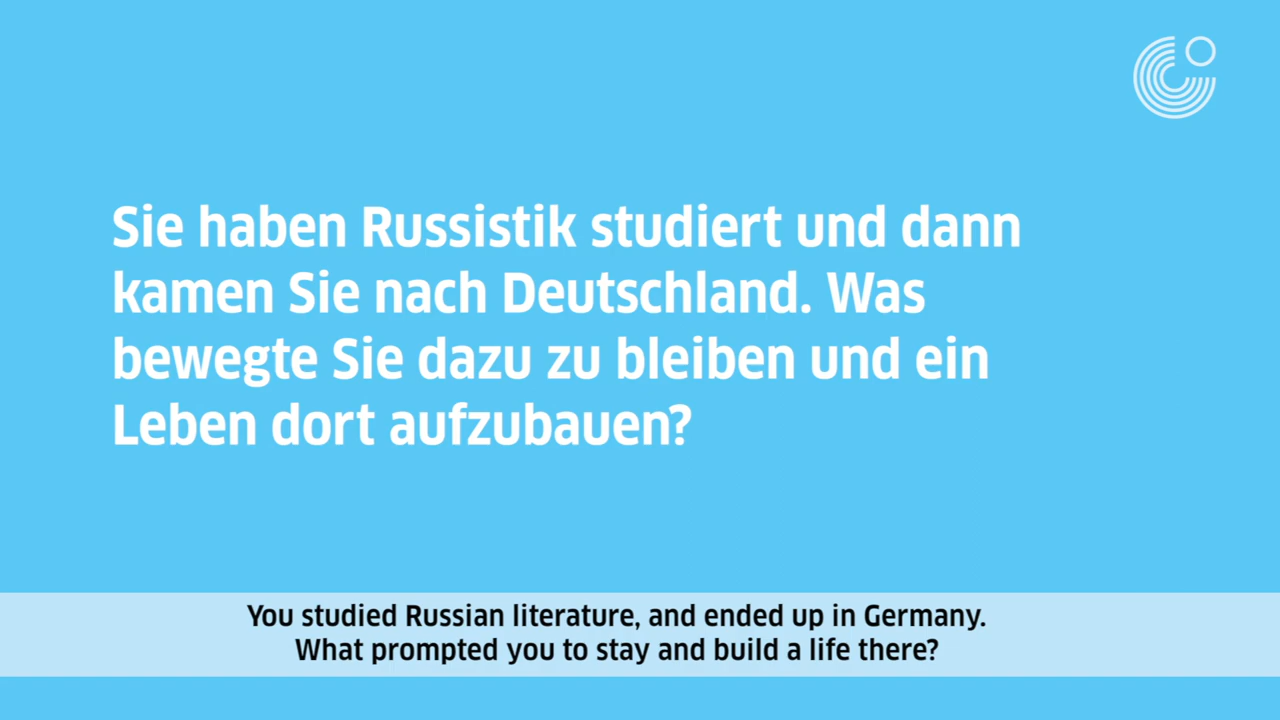 Sie haben Russistik studiert und dann
kamen Sie nach Deutschland. Was
bewegte Sie dazu zu bleiben und ein
Leben dort aufzubauen?
You studied Russian literature, and ended up in Germany.
What prompted you to stay and build a life there?